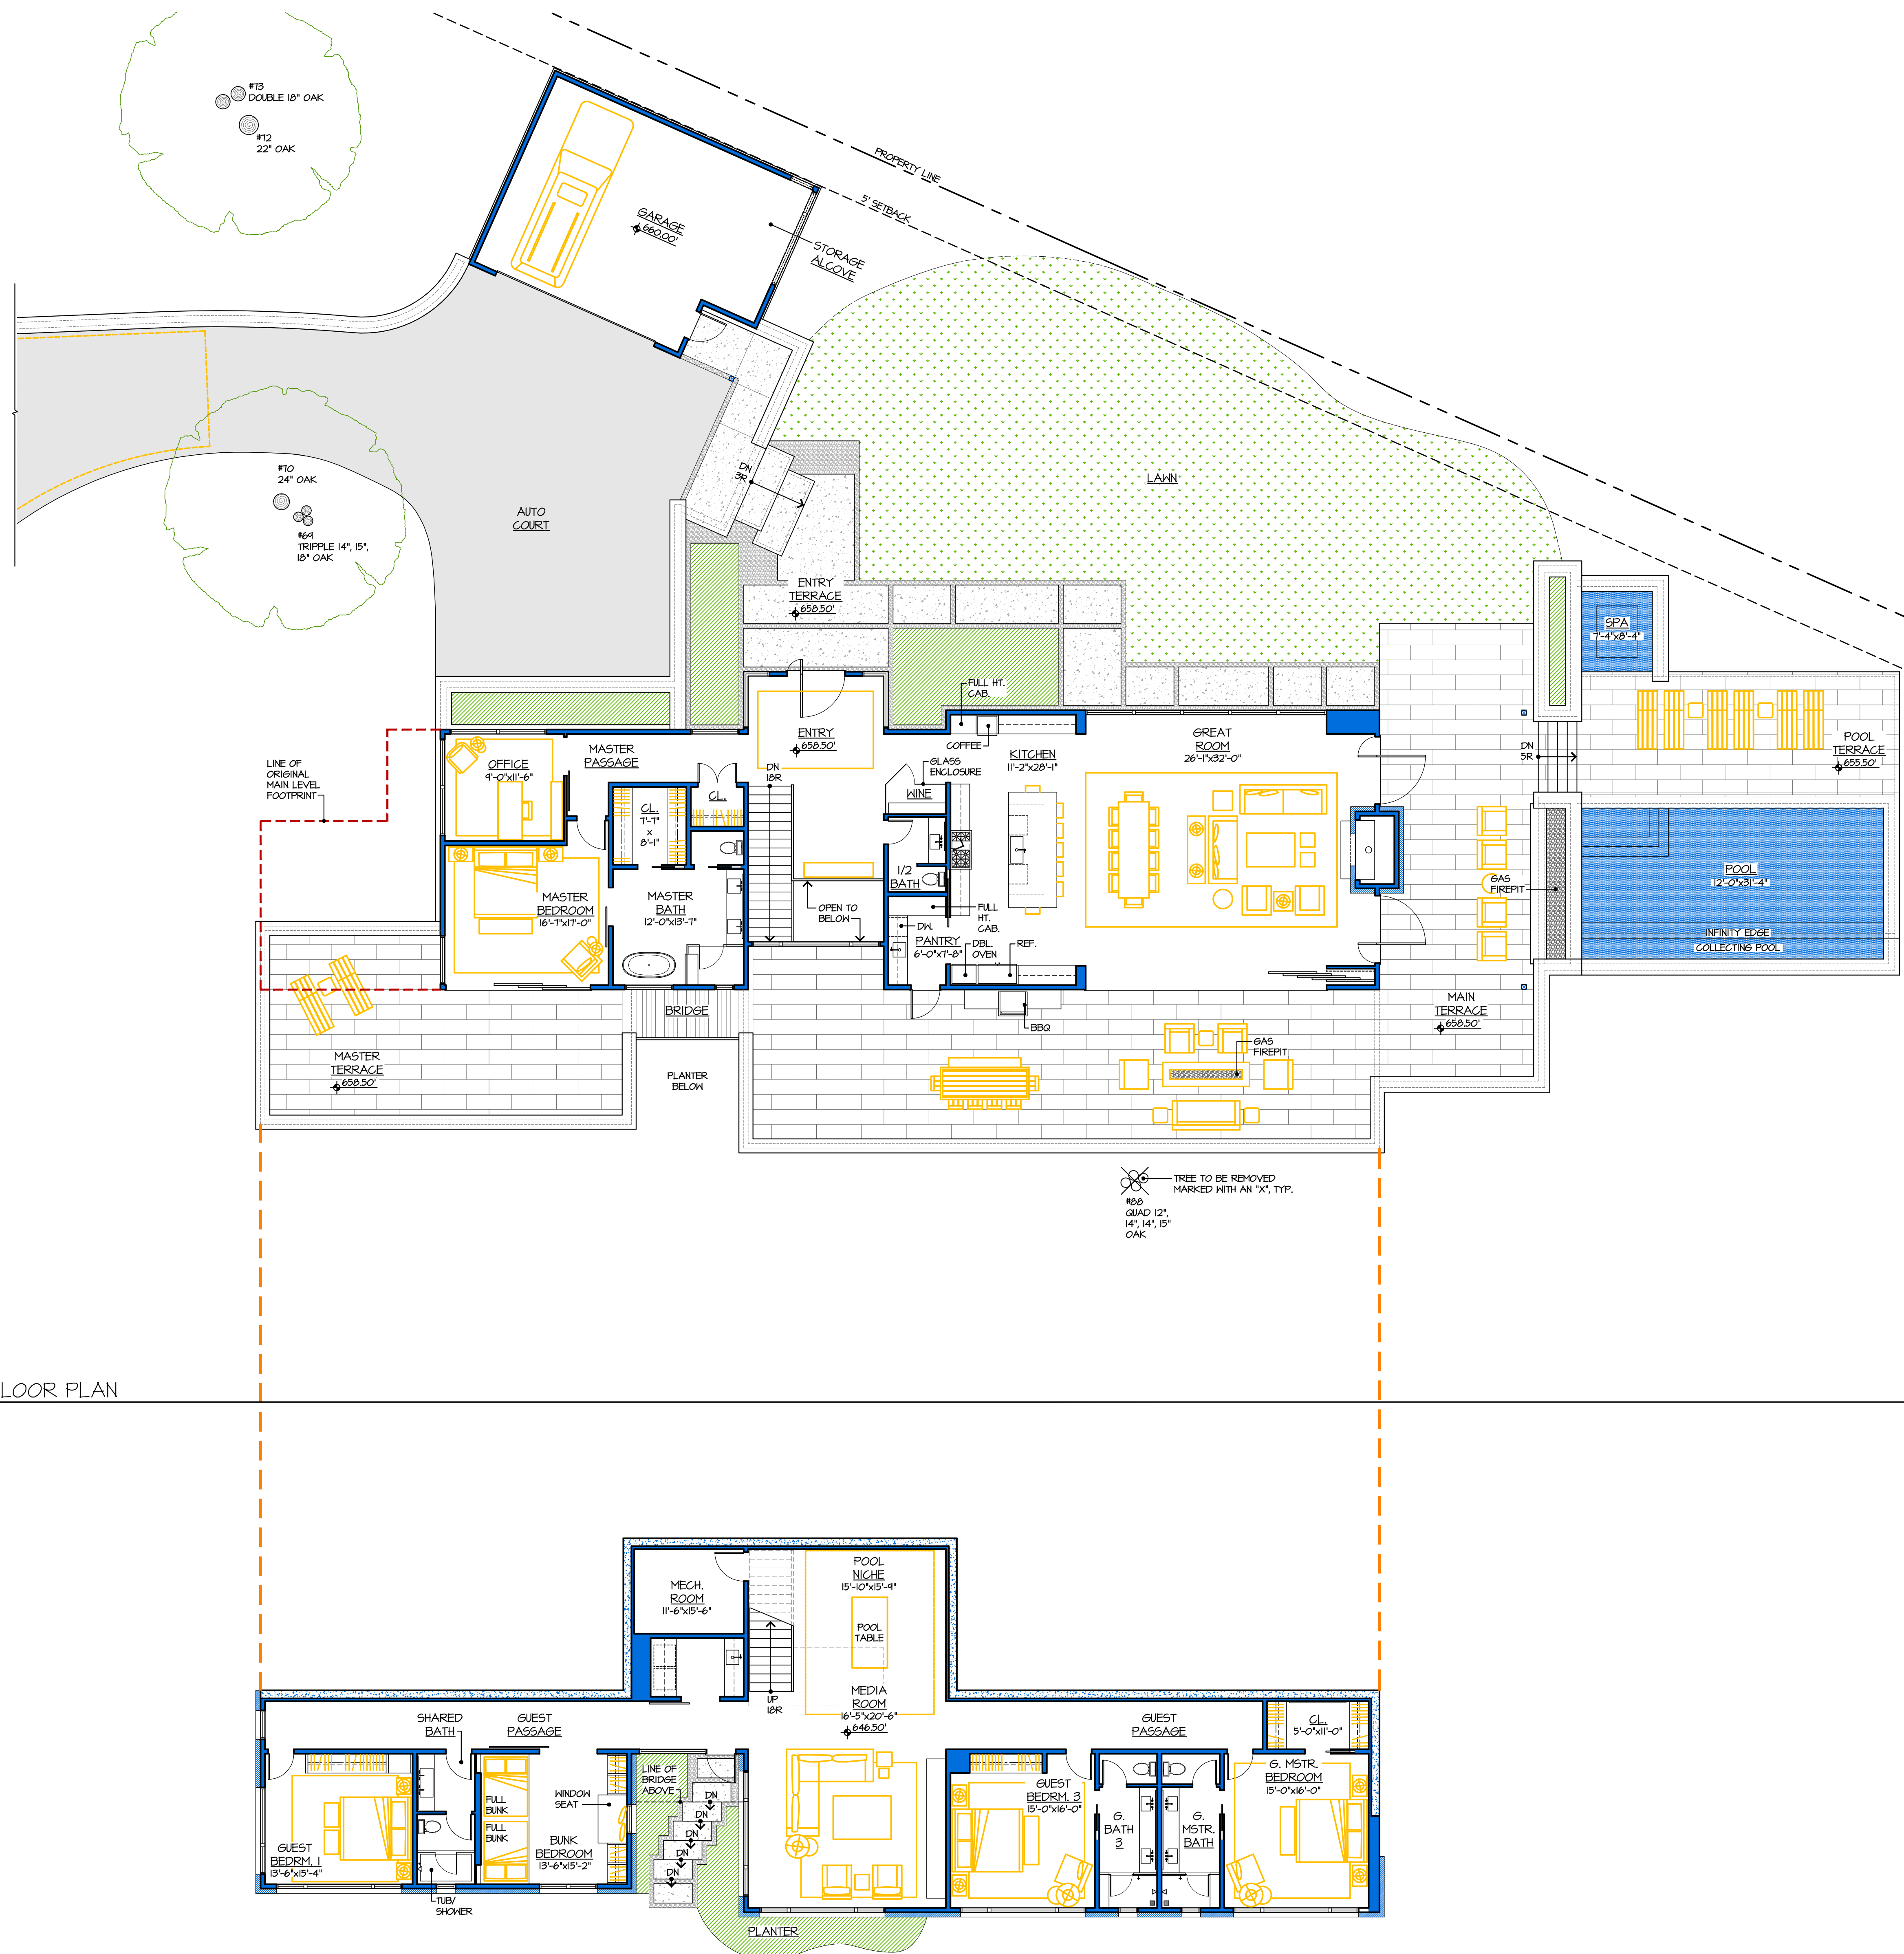 #73
DOUBLE 18" OAK
#72
22" OAK
PROPERTY LINE
5' SETBACK
GARAGE
660.00'
STORAGE
ALCOVE
#70
24" OAK
#69
TRIPPLE 14", 15",
18" OAK
AUTO
COURT
DN
3R
LAWN
ENTRY
TERRACE
658.50'
SPA
7'-4"x8'-4"
FULL HT.
CAB.
COFFEE
LINE OF
ORIGINAL
MAIN LEVEL
FOOTPRINT
OFFICE
9'-0"x11'-6"
MASTER
PASSAGE
ENTRY
658.50'
DN
18R
GLASS
ENCLOSURE
WINE
KITCHEN
11'-2"x28'-1"
GREAT
ROOM
26'-1"x32'-0"
DN
5R
POOL
TERRACE
655.50'
CL.
7'-7"
x
8'-1"
CL.
MASTER
BEDROOM
16'-7"x17'-0"
MASTER
BATH
12'-0"x13'-7"
1/2
BATH
OPEN TO
BELOW
FULL
HT.
CAB.
DW.
PANTRY
6'-0"x7'-8"
DBL.
OVEN
REF.
GAS
FIREPIT
POOL
12'-0"x31'-4"
INFINITY EDGE
COLLECTING POOL
BRIDGE
BBQ
MAIN
TERRACE
658.50'
MASTER
TERRACE
658.50'
PLANTER
BELOW
GAS
FIREPIT
TREE TO BE REMOVED
MARKED WITH AN "X", TYP.
#88
QUAD 12",
14", 14", 15"
OAK
LOOR PLAN
MECH.
ROOM
11'-6"x15'-6"
POOL
NICHE
15'-10"x15'-9"
POOL
TABLE
UP
18R
MEDIA
ROOM
16'-5"x20'-6"
646.50'
SHARED
BATH
GUEST
PASSAGE
GUEST
PASSAGE
CL.
5'-0"x11'-0"
LINE OF
BRIDGE
ABOVE
WINDOW
SEAT
FULL
BUNK
FULL
BUNK
DN
DN
DN
DN
DN
GUEST
BEDRM. 1
13'-6"x15'-4"
BUNK
BEDROOM
13'-6"x15'-2"
GUEST
BEDRM. 3
15'-0"x16'-0"
G.
BATH
3
G.
MSTR.
BATH
G. MSTR.
BEDROOM
15'-0"x16'-0"
TUB/
SHOWER
PLANTER